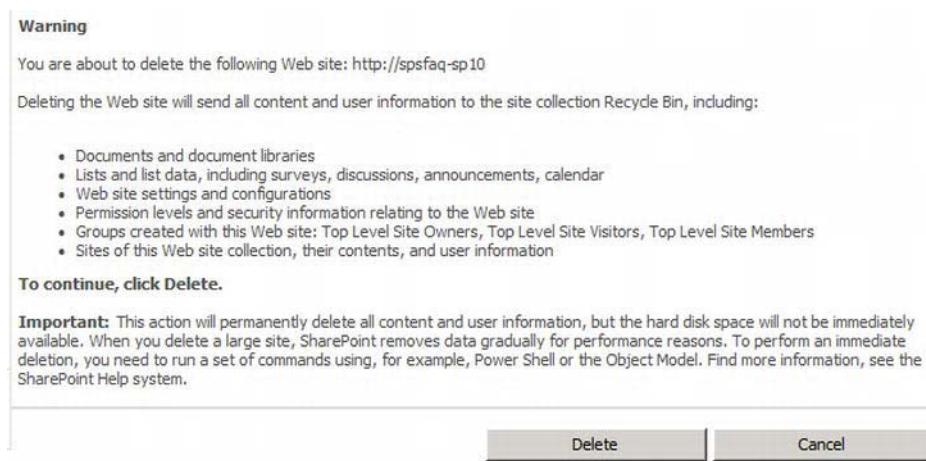 Warning
You are about to delete the following Web site: http://spsfaq-sp10
Deleting the Web site will send all content and user information to the site collection Recycle Bin, including:
• Documents and document libraries
• Lists and list data, including surveys, discussions, announcements, calendar
• Web site settings and configurations
• Permission levels and security information relating to the Web site
• Groups created with this Web site: Top Level Site Owners, Top Level Site Visitors, Top Level Site Members
• Sites of this Web site collection, their contents, and user information
To continue, click Delete.
Important: This action will permanently delete all content and user information, but the hard disk space will not be immediately
available. When you delete a large site, SharePoint removes data gradually for performance reasons. To perform an immediate
deletion, you need to run a set of commands using, for example, Power Shell or the Object Model. Find more information, see the
SharePoint Help system.
Delete Cancel